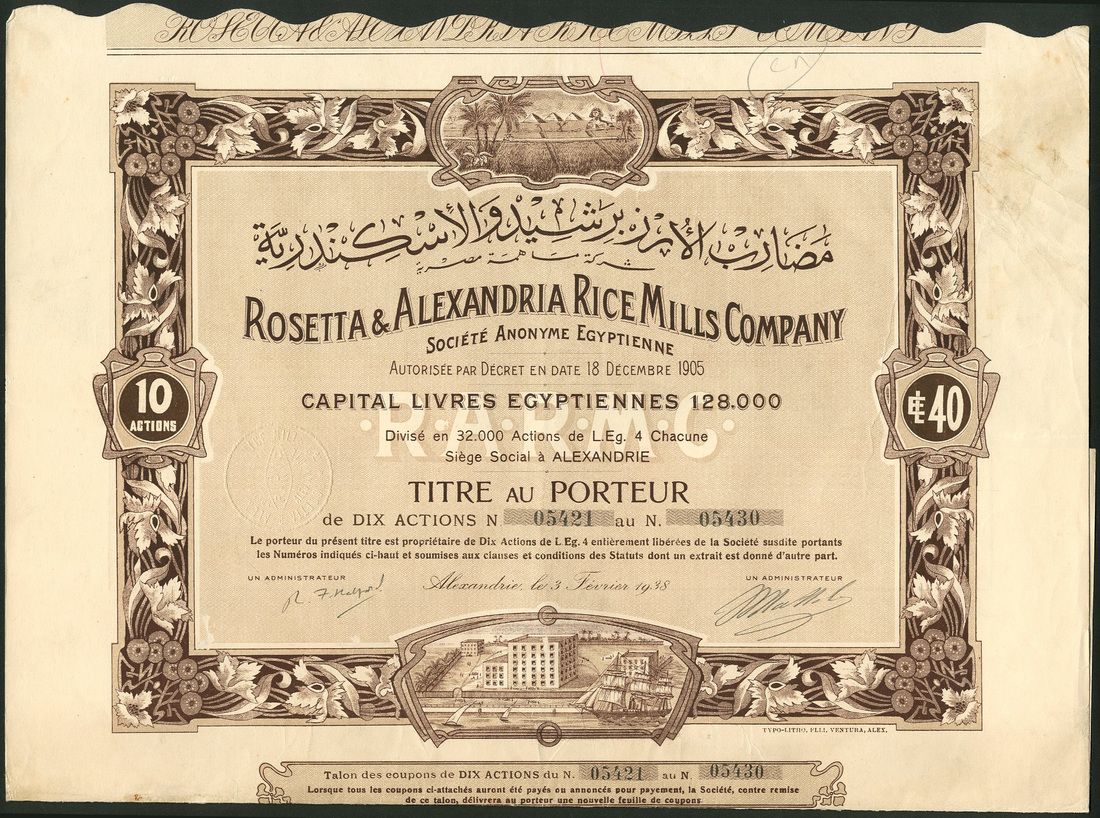 ROSETTA & ALEXANDRIA RICE MILLS COMPANY
مضارب الأرز برشيد والأسكندرية
شركة مساهمة مصرية
ROSETTA & ALEXANDRIA RICE MILLS COMPANY
SOCIÉTÉ ANONYME EGYPTIENNE
AUTORISÉE PAR DÉCRET EN DATE 18 DÉCEMBRE 1905
CAPITAL LIVRES EGYPTIENNES 128.000
·R·A·R·M·C·
Divisé en 32.000 Actions de L.Eg. 4 Chacune
Siège Social à ALEXANDRIE
10
ACTIONS
£E 40
TITRE AU PORTEUR
de DIX ACTIONS N 05421 au N. 05430
Le porteur du présent titre est propriétaire de Dix Actions de L.Eg. 4 entièrement libérées de la Société susdite portants
les Numéros indiqués ci-haut et soumises aux clauses et conditions des Statuts dont un extrait est donné d'autre part.
UN ADMINISTRATEUR
Alexandrie, le 3 Février 1938
UN ADMINISTRATEUR
TYPO-LITHO. FLLI. VENTURA, ALEX.
Talon des coupons de DIX ACTIONS du N. 05421 au N. 05430
Lorsque tous les coupons ci-attachés auront été payés ou annoncés pour payement, la Société, contre remise
de ce talon, délivrera au porteur une nouvelle feuille de coupons.